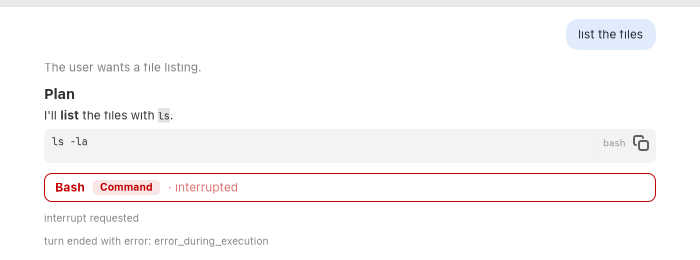 list the files
The user wants a file listing.
Plan
I'll list the files with ls.
ls -la
bash
Bash Command · interrupted
interrupt requested
turn ended with error: error_during_execution